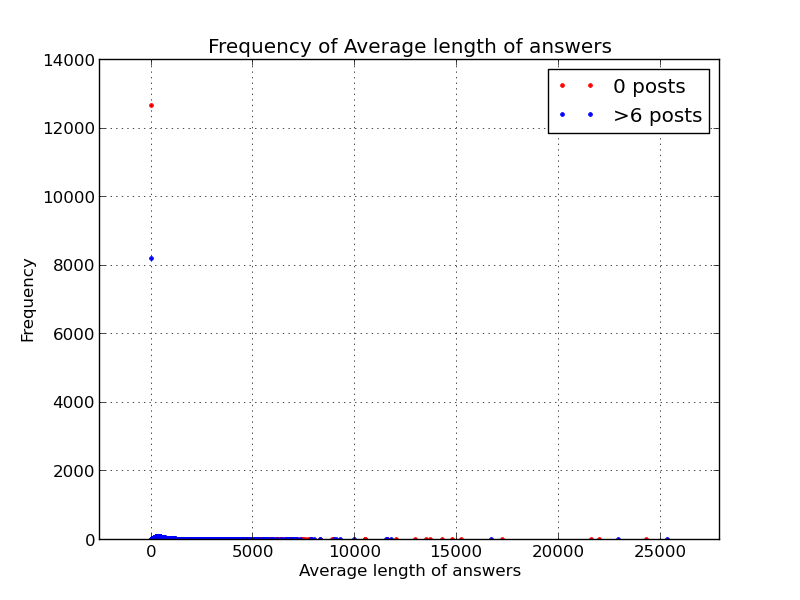 Frequency of Average length of answers
14000
12000
10000
8000
6000
4000
2000
0
Frequency
0 posts
>6 posts
0 5000 10000 15000 20000 25000
Average length of answers